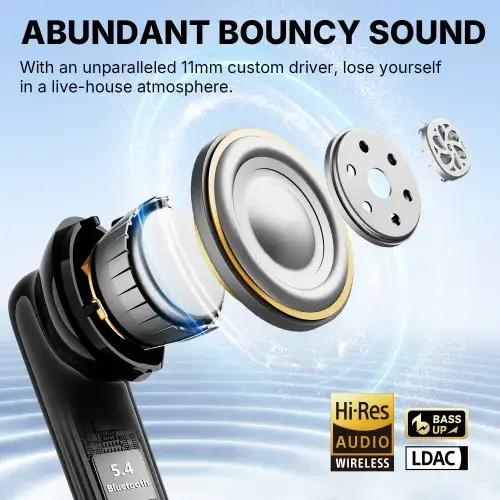 ABUNDANT BOUNCY SOUND
With an unparalleled 11mm custom driver, lose yourself
in a live-house atmosphere.
Hi-Res
AUDIO
WIRELESS
BASS
UP
LDAC
5.4
Bluetooth